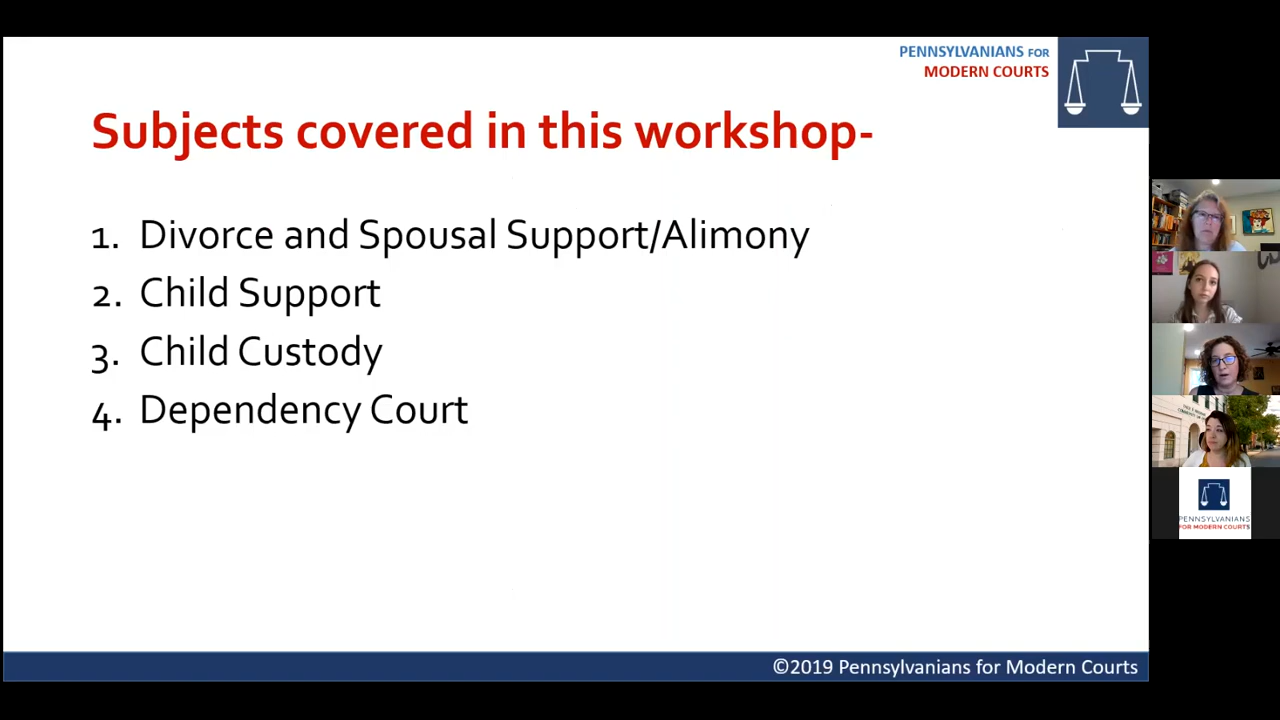 PENNSYLVANIANS FOR
MODERN COURTS
Subjects covered in this workshop-
1. Divorce and Spousal Support/Alimony
2. Child Support
3. Child Custody
4. Dependency Court
PENNSYLVANIANS
FOR MODERN COURTS
©2019 Pennsylvanians for Modern Courts